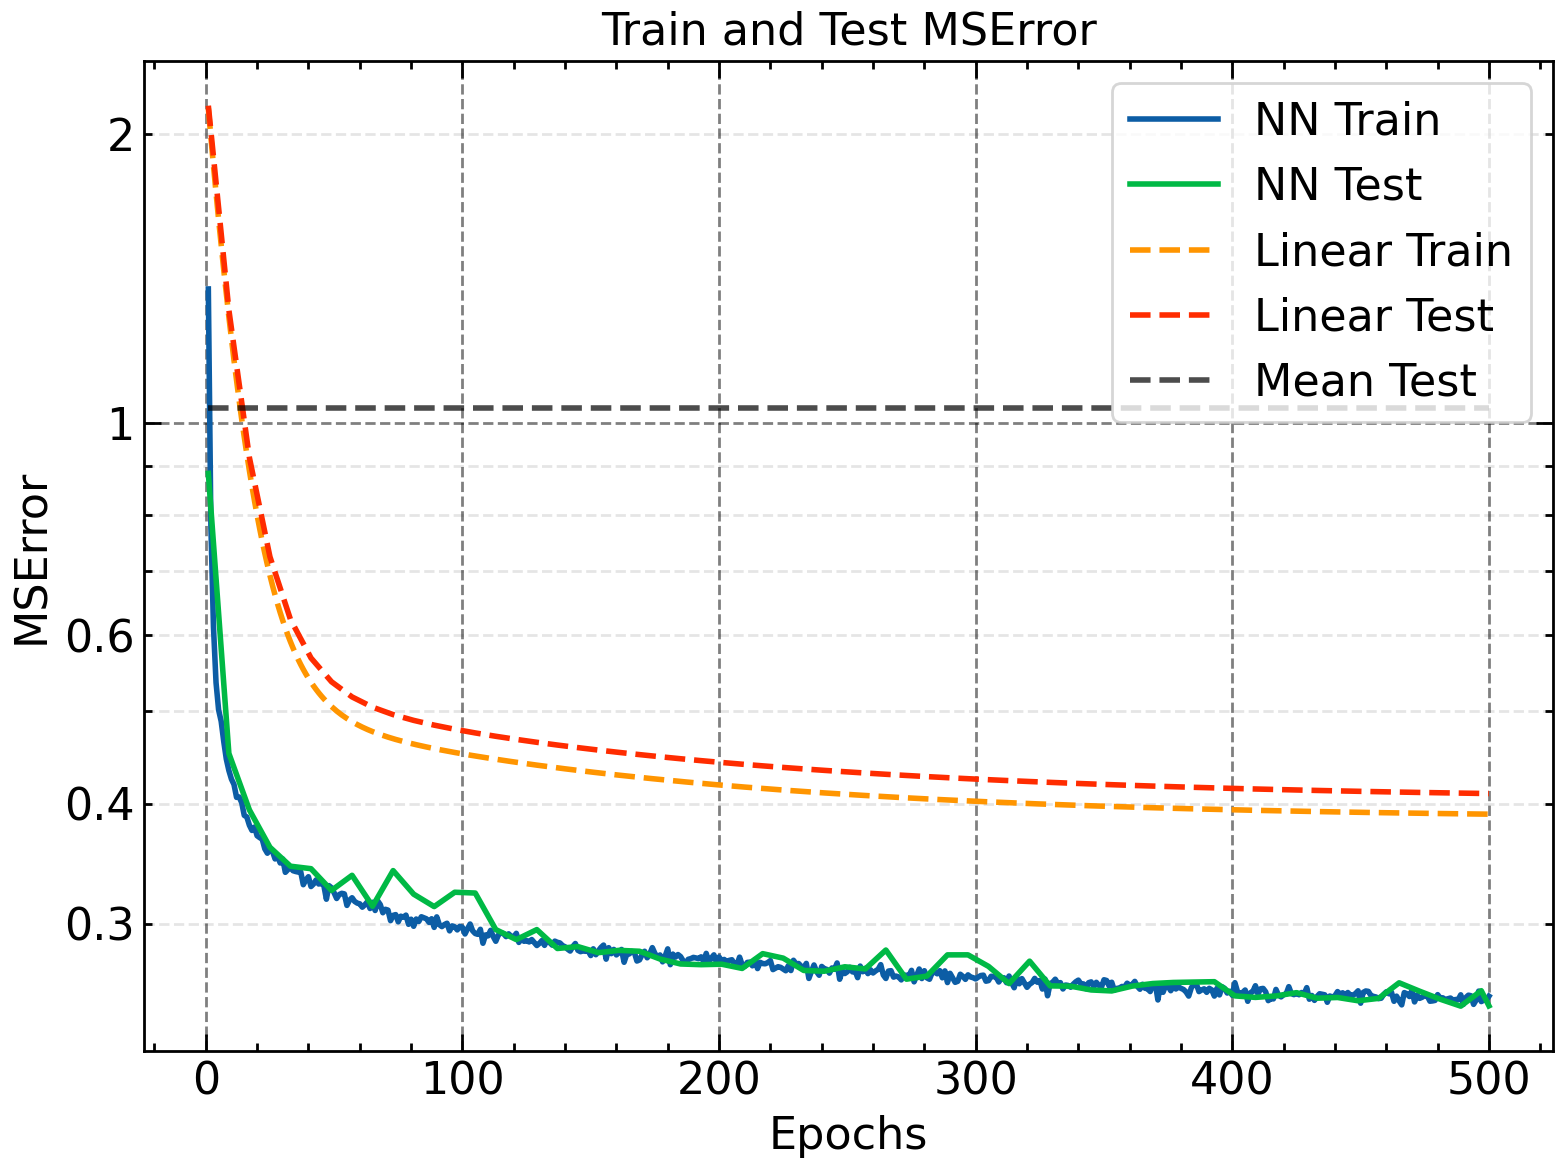 Train and Test MSError
NN Train
NN Test
Linear Train
Linear Test
Mean Test
MSError
2
1
0.6
0.4
0.3
0
100
200
300
400
500
Epochs